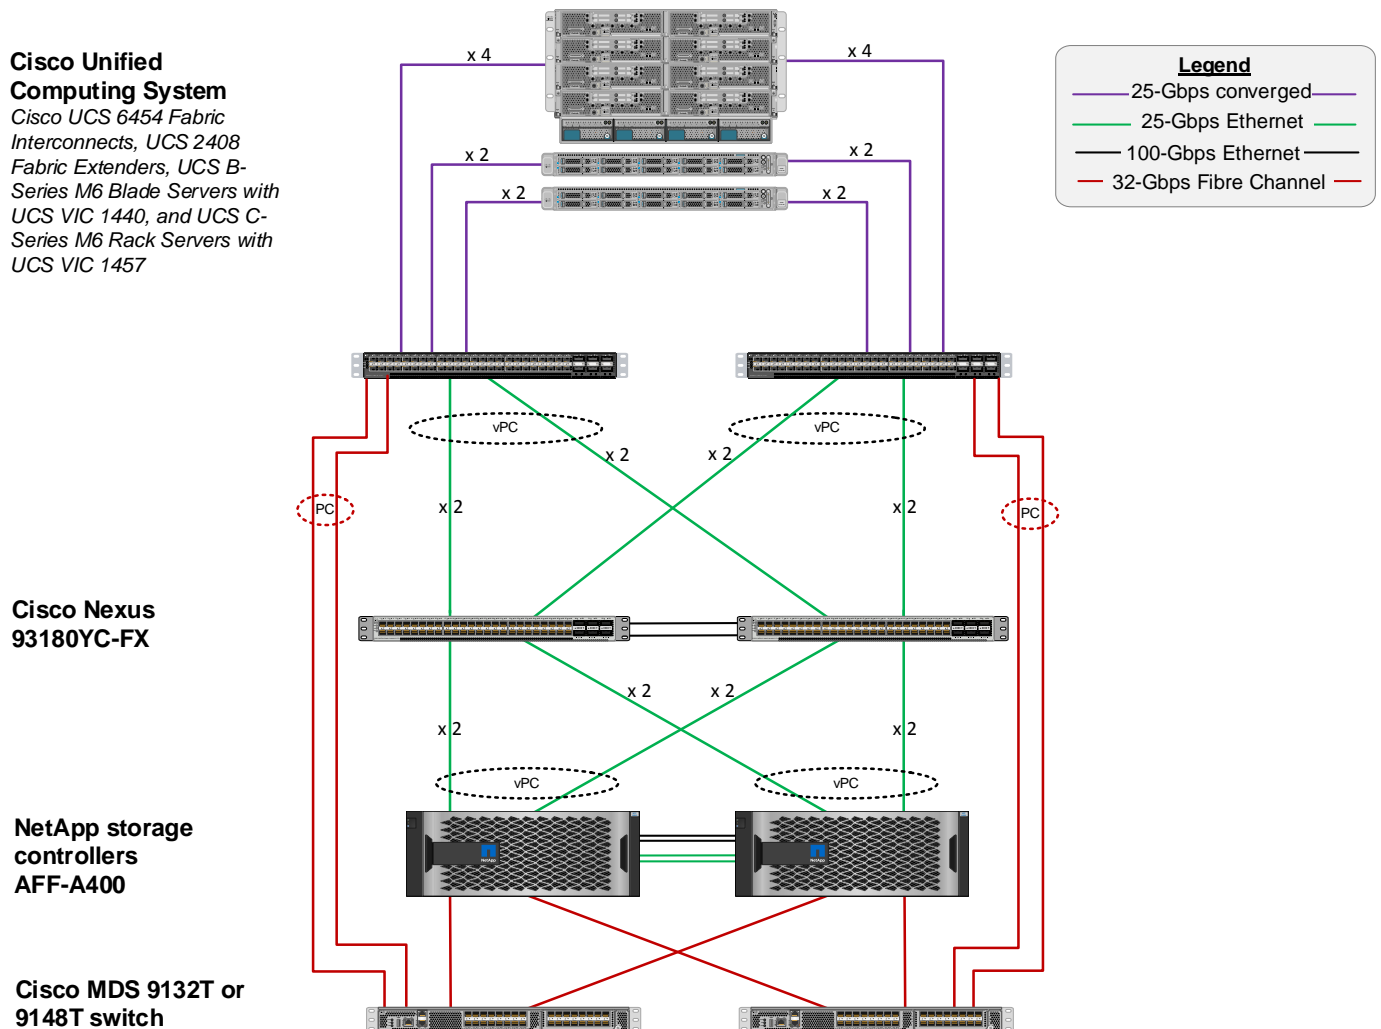 Cisco Unified
Computing System
Cisco UCS 6454 Fabric
Interconnects, UCS 2408
Fabric Extenders, UCS B-
Series M6 Blade Servers with
UCS VIC 1440, and UCS C-
Series M6 Rack Servers with
UCS VIC 1457
x 4
x 4
x 2
x 2
x 2
x 2
Legend
25-Gbps converged
25-Gbps Ethernet
100-Gbps Ethernet
32-Gbps Fibre Channel
vPC
vPC
x 2
x 2
PC
x 2
x 2
PC
Cisco Nexus
93180YC-FX
x 2
x 2
x 2
x 2
vPC
vPC
NetApp storage
controllers
AFF-A400
NetApp
NetApp
Cisco MDS 9132T or
9148T switch